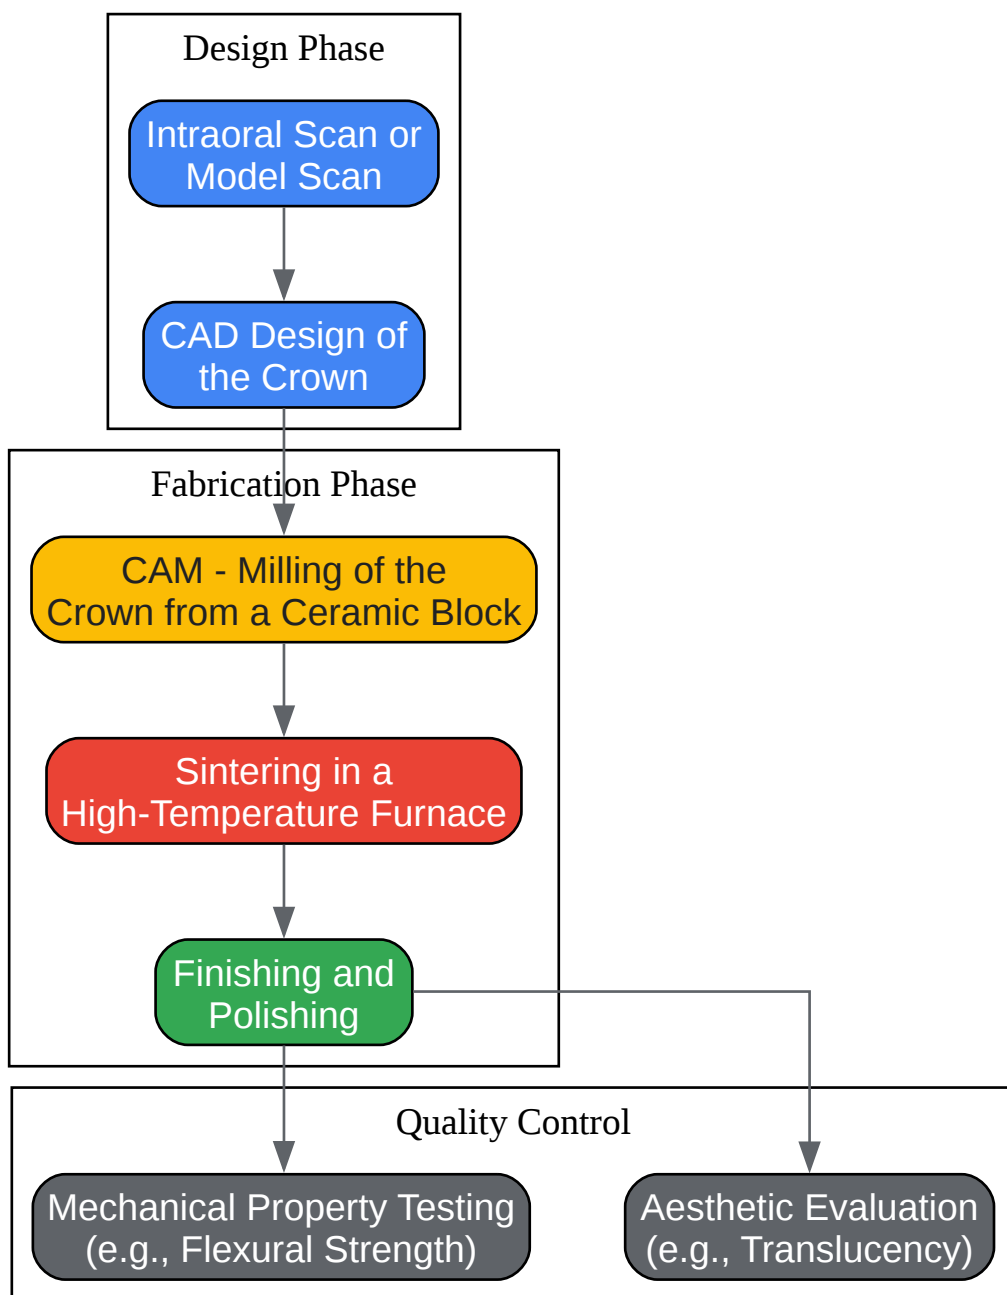 Design Phase
Intraoral Scan or
Model Scan
CAD Design of
the Crown
Fabrication Phase
CAM - Milling of the
Crown from a Ceramic Block
Sintering in a
High-Temperature Furnace
Finishing and
Polishing
Quality Control
Mechanical Property Testing
(e.g., Flexural Strength)
Aesthetic Evaluation
(e.g., Translucency)